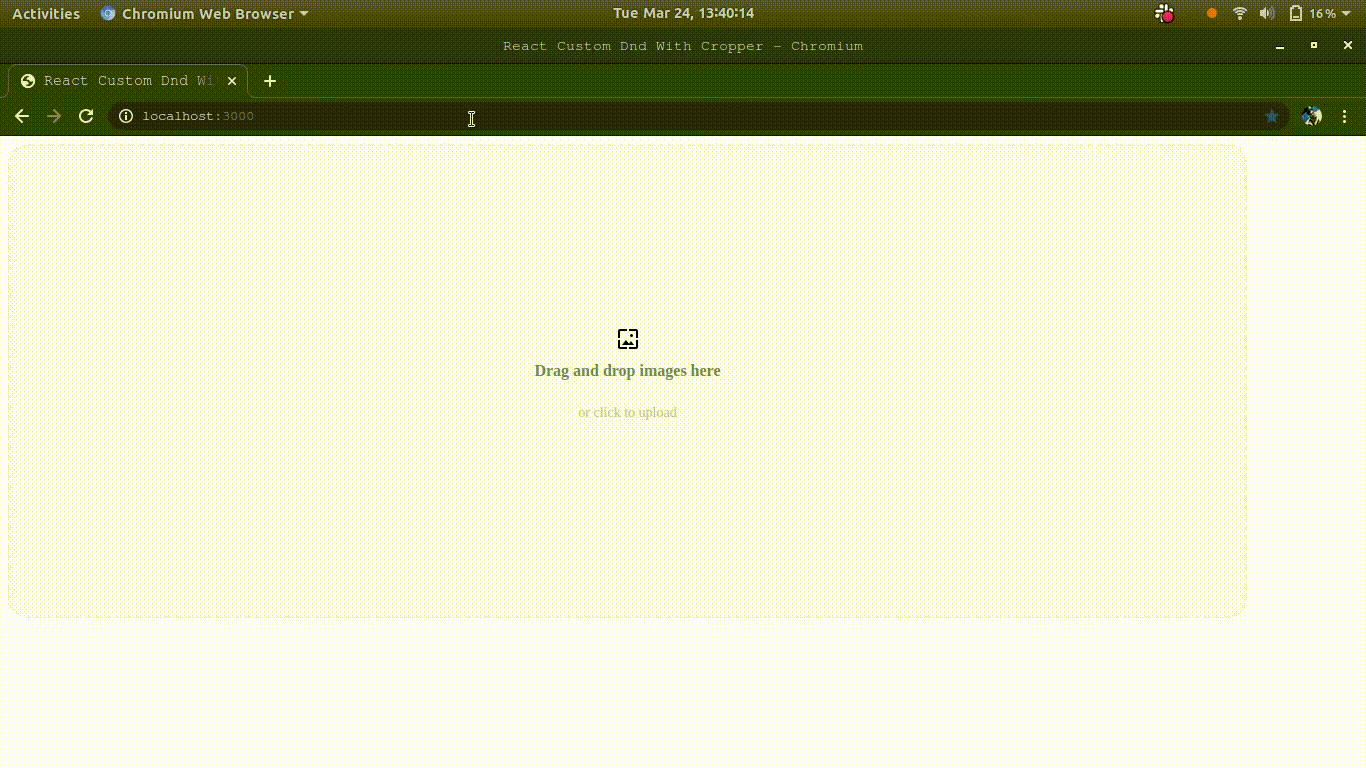 Activities Chromium Web Browser Tue Mar 24, 13:40:14 16%
React Custom Dnd With Cropper - Chromium
React Custom Dnd Wi
localhost:3000
Drag and drop images here
or click to upload